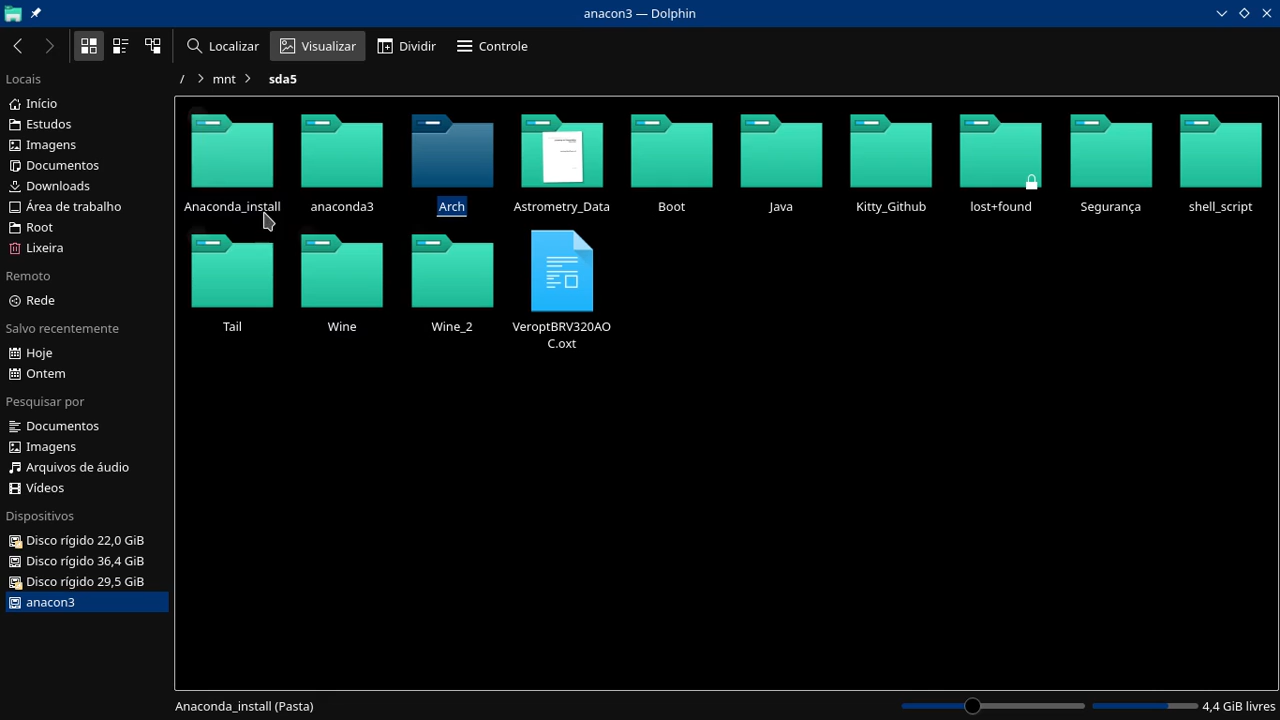 anacon3 — Dolphin
Localizar
Visualizar
Dividir
Controle
Locais
/ > mnt > sda5
Início
Estudos
Imagens
Documentos
Downloads
Área de trabalho
Root
Lixeira
Remoto
Rede
Salvo recentemente
Hoje
Ontem
Pesquisar por
Documentos
Imagens
Arquivos de áudio
Vídeos
Dispositivos
Disco rígido 22,0 GiB
Disco rígido 36,4 GiB
Disco rígido 29,5 GiB
anacon3
Anaconda_install
anaconda3
Arch
Astrometry_Data
Boot
Java
Kitty_Github
lost+found
Segurança
shell_script
Tail
Wine
Wine_2
VeroptBRV320AO
C.oxt
Anaconda_install (Pasta)
4,4 GiB livres